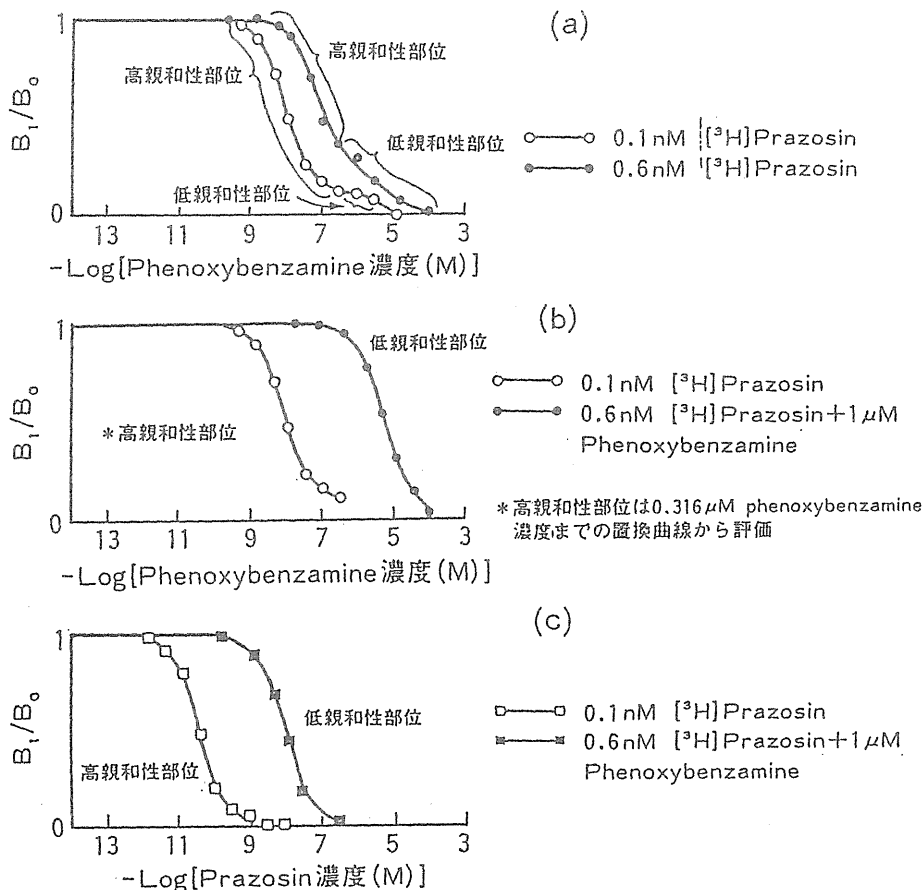 (a)
1
B₁/B₀
0
高親和性部位
高親和性部位
低親和性部位
低親和性部位
0.1nM [³H]Prazosin
0.6nM [³H]Prazosin
13 11 9 7 5 3
-Log[Phenoxybenzamine濃度(M)]
(b)
1
B₁/B₀
0
低親和性部位
*高親和性部位
0.1nM [³H]Prazosin
0.6nM [³H]Prazosin+1μM
Phenoxybenzamine
*高親和性部位は0.316μM phenoxybenzamine
濃度までの置換曲線から評価
13 11 9 7 5 3
-Log[Phenoxybenzamine濃度(M)]
(c)
1
B₁/B₀
0
低親和性部位
高親和性部位
0.1nM [³H]Prazosin
0.6nM [³H]Prazosin+1μM
Phenoxybenzamine
13 11 9 7 5 3
-Log[Prazosin濃度(M)]